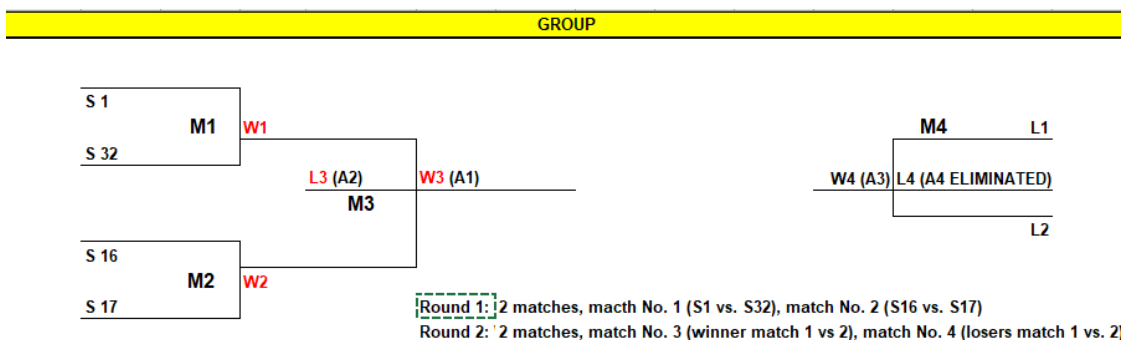 GROUP
S 1
M1 W1
S 32
L3 (A2) W3 (A1)
M3
S 16
M2 W2
S 17
M4 L1
W4 (A3) L4 (A4 ELIMINATED)
L2
Round 1: 2 matches, macth No. 1 (S1 vs. S32), match No. 2 (S16 vs. S17)
Round 2: '2 matches, match No. 3 (winner match 1 vs 2), match No. 4 (losers match 1 vs. 2)